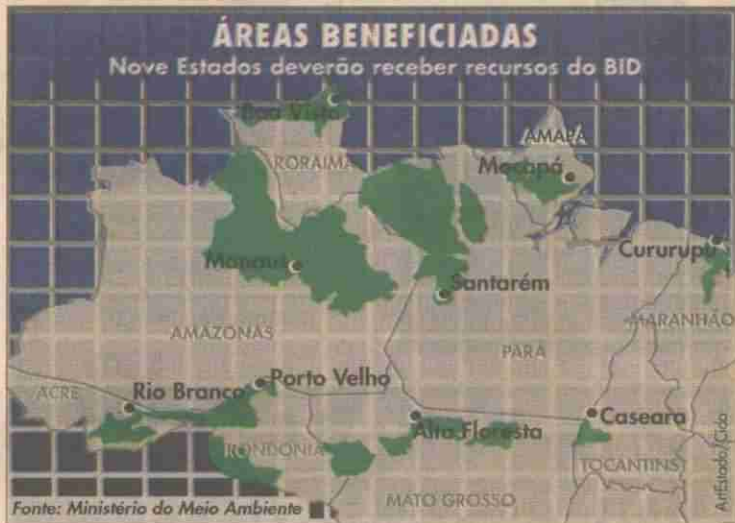 ÁREAS BENEFICIADAS
Nove Estados deverão receber recursos do BID
Boa Vista
AMAPÁ
RORAIMA
Macapá
Cururupu
Manaus
Santarém
MARANHÃO
AMAZONAS
PARÁ
ACRE
Rio Branco
Porto Velho
Alta Floresta
Caseara
RONDONIA
TOCANTINS
MATO GROSSO
Fonte: Ministério do Meio Ambiente
ArtEstado/Cido